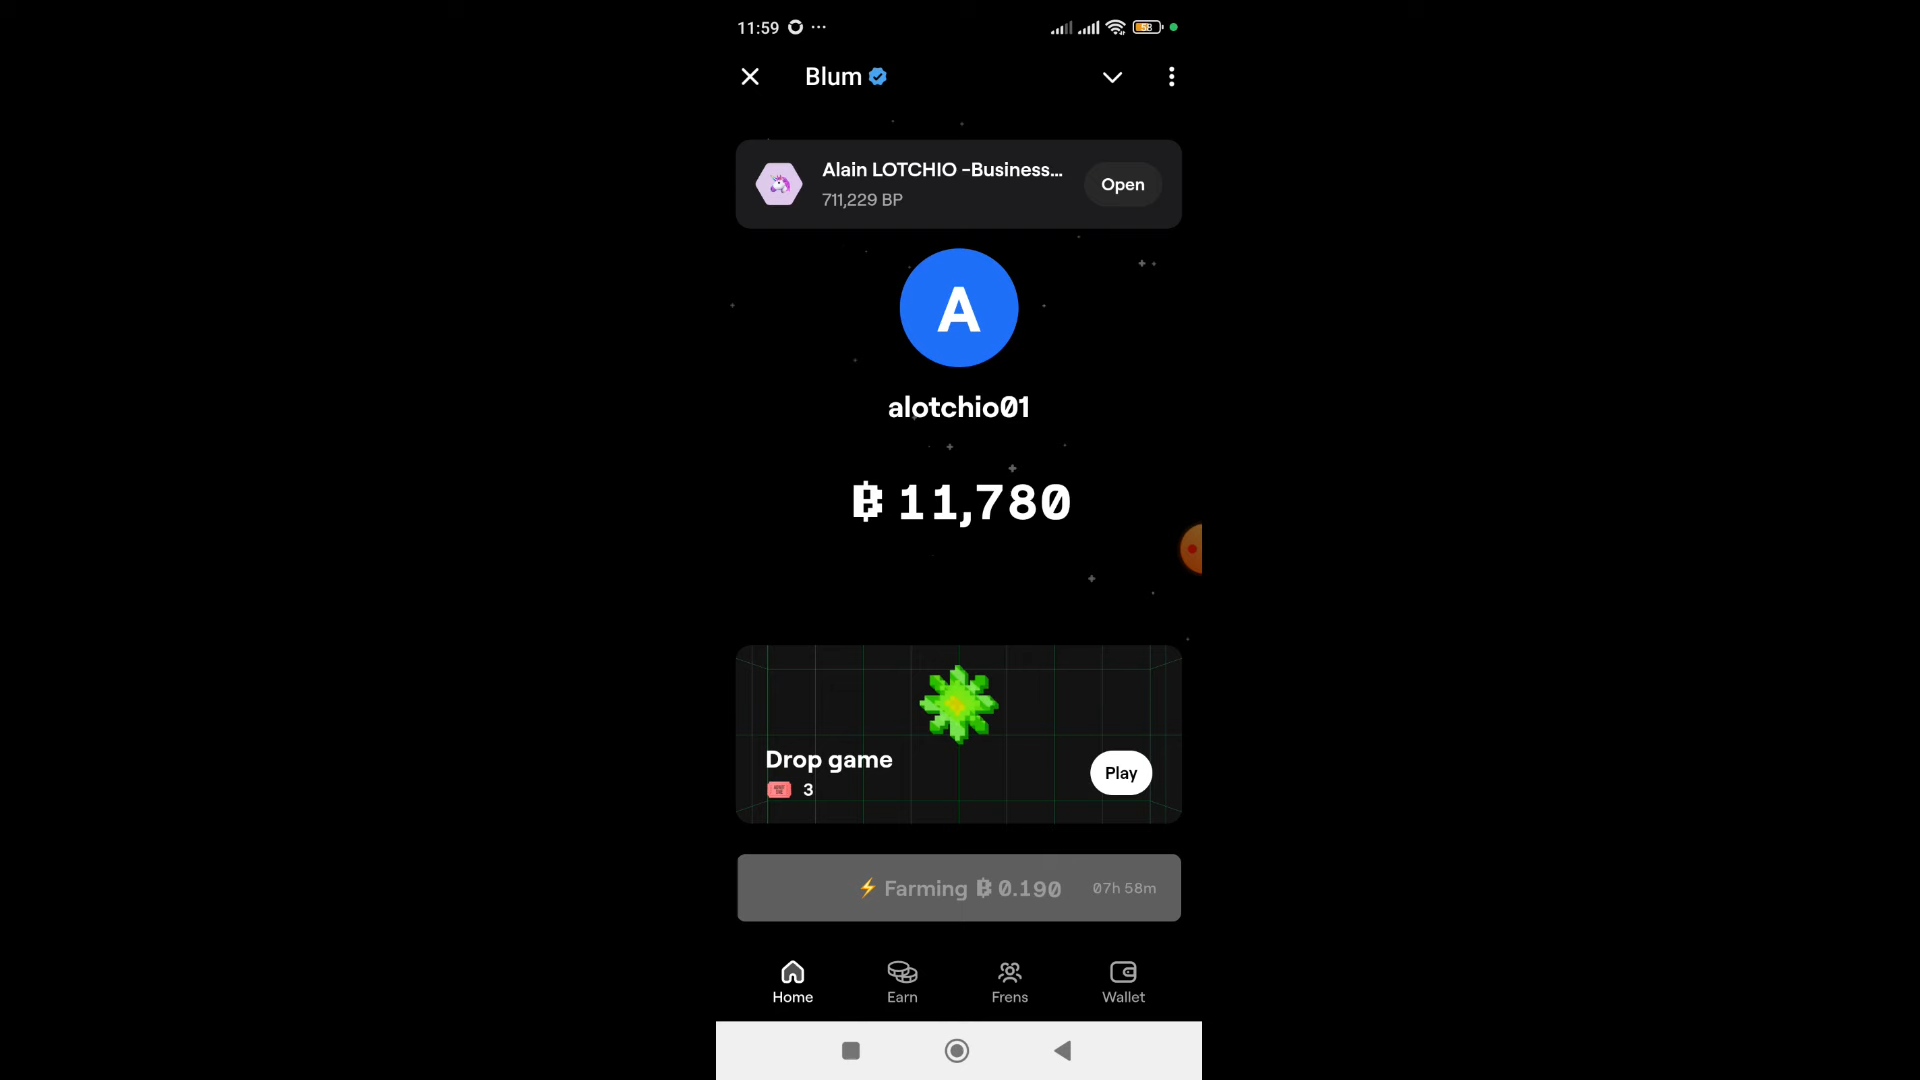 11:59
58
Blum
Alain LOTCHIO -Business...
711,229 BP
Open
A
alotchio01
11,780
Drop game
3
Play
Farming 0.190 07h 58m
Home Earn Frens Wallet